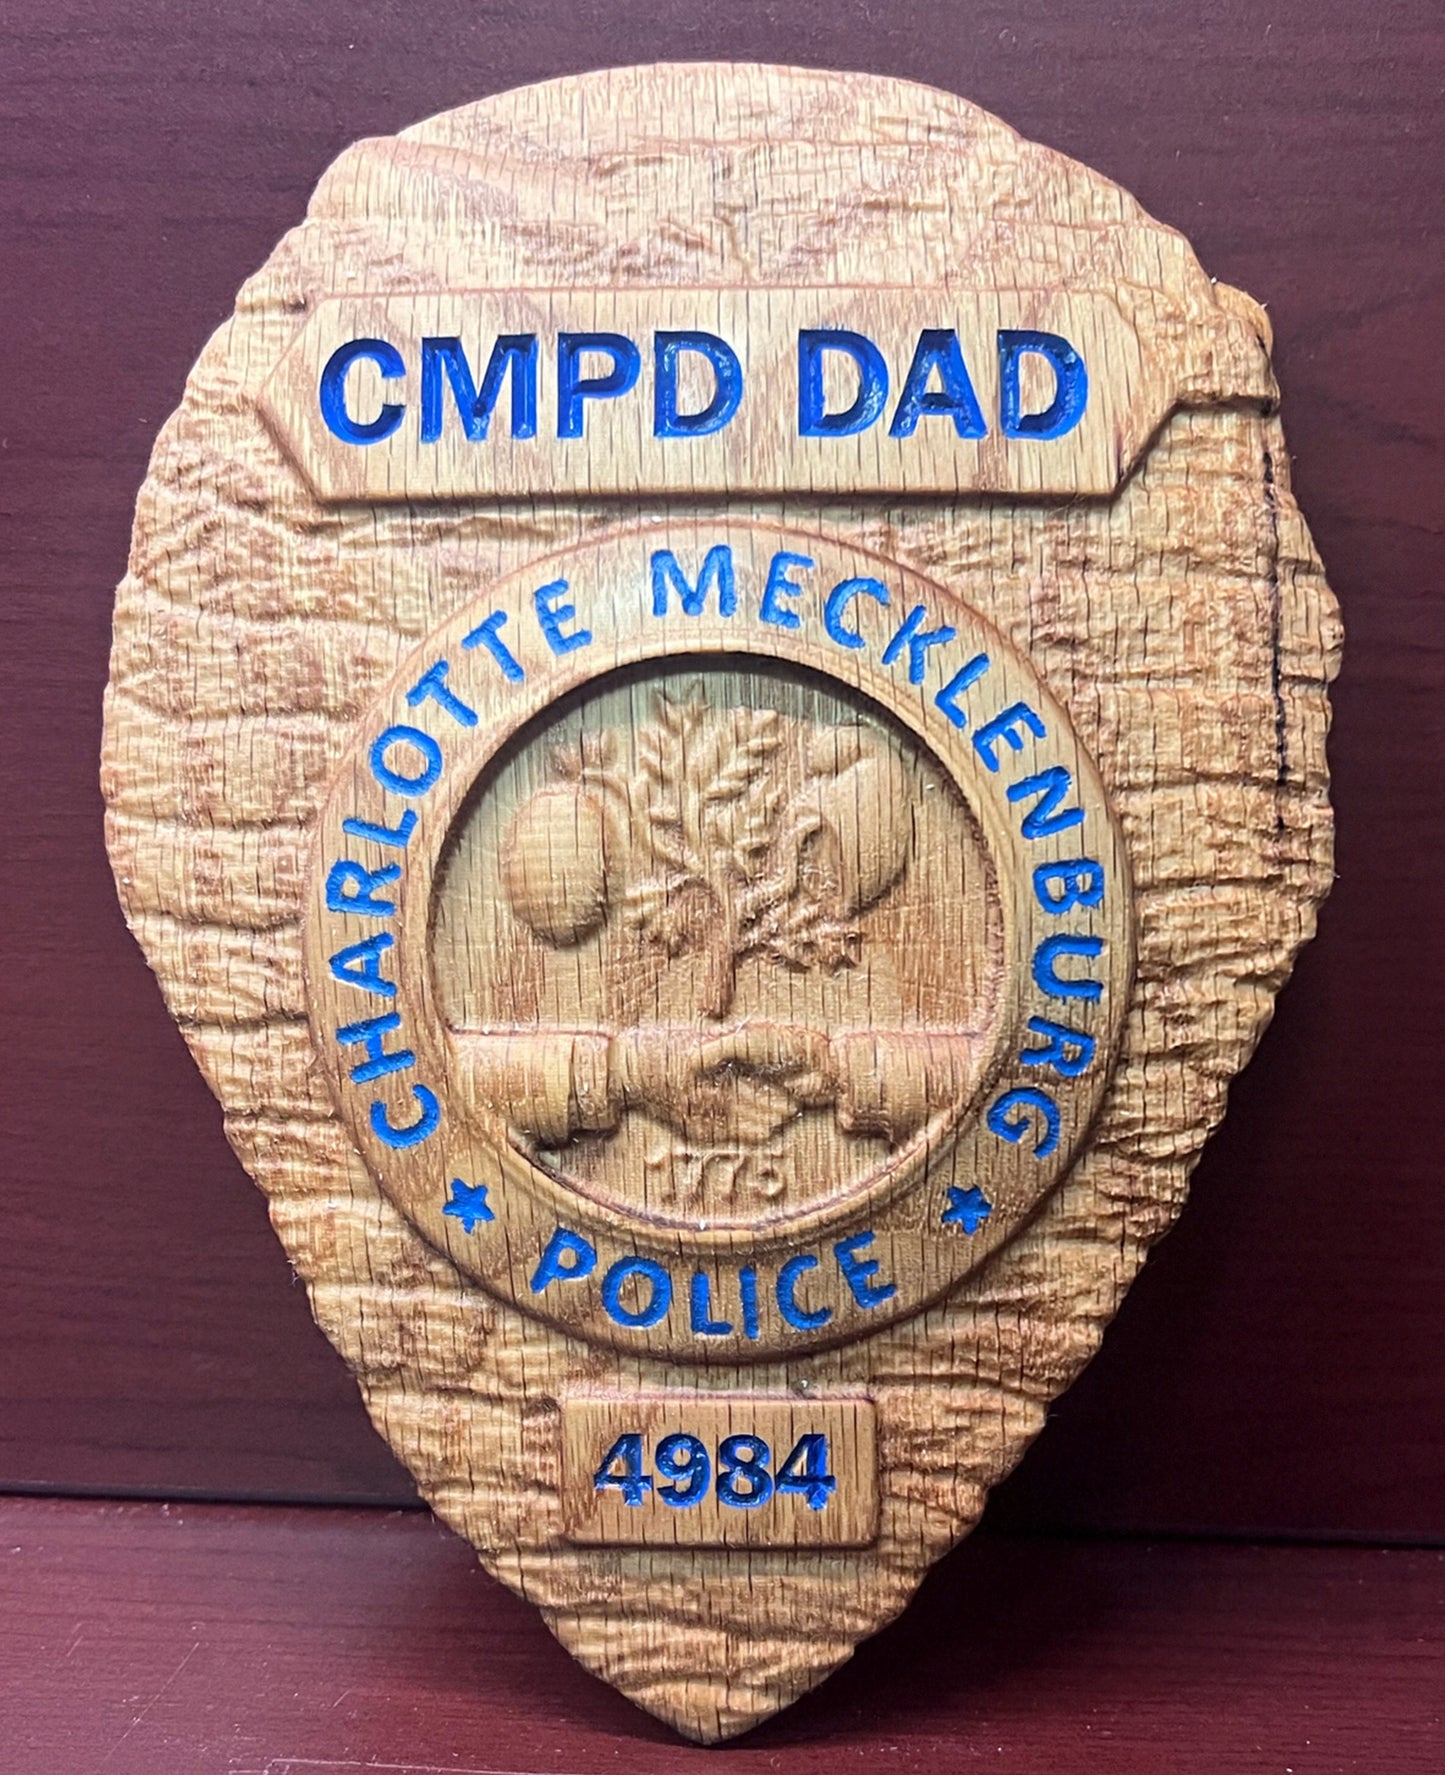 CMPD DAD
CHARLOTTE MECKLENBURG
1775
POLICE
4984